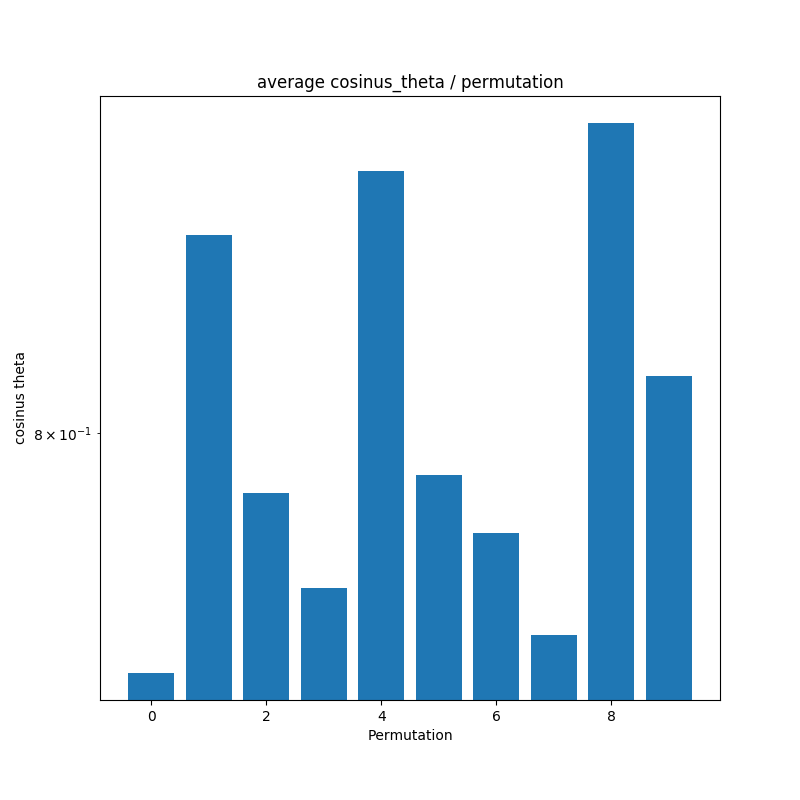 average cosinus_theta / permutation
cosinus theta
8 × 10⁻¹
0 2 4 6 8
Permutation